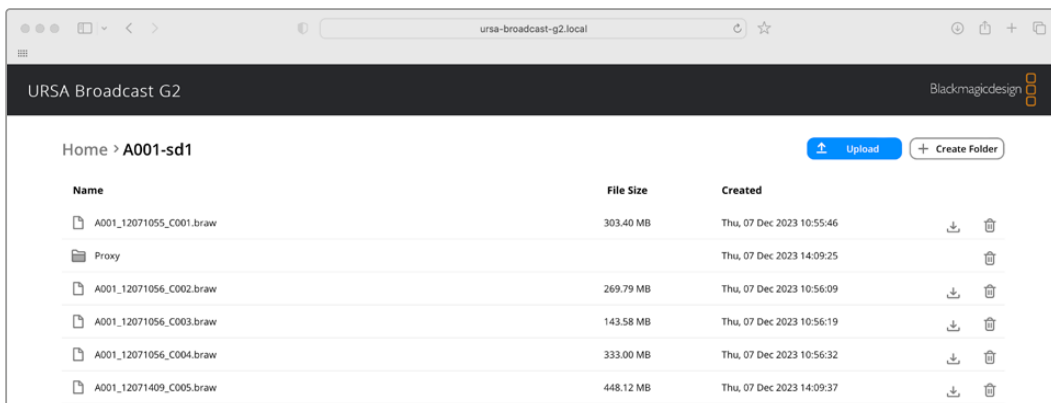 ursa-broadcast-g2.local
URSA Broadcast G2
Blackmagicdesign
Home > A001-sd1
Upload
+ Create Folder
Name File Size Created
A001_12071055_C001.braw 303.40 MB Thu, 07 Dec 2023 10:55:46
Proxy Thu, 07 Dec 2023 14:09:25
A001_12071056_C002.braw 269.79 MB Thu, 07 Dec 2023 10:56:09
A001_12071056_C003.braw 143.58 MB Thu, 07 Dec 2023 10:56:19
A001_12071056_C004.braw 333.00 MB Thu, 07 Dec 2023 10:56:32
A001_12071409_C005.braw 448.12 MB Thu, 07 Dec 2023 14:09:37